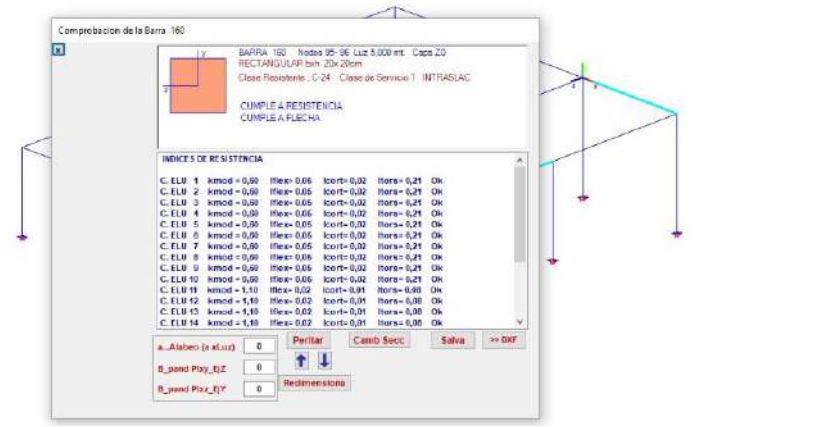 Comprobacion de la Barra 160
x
BARRA 160 Nodos 95-96 Luz 5,000 mt. Capa Z0
RECTANGULAR bxh 20x20cm
Clase Resistente : C-24 Clase de Servicio 1 INTRASLAC
CUMPLE A RESISTENCIA
CUMPLE A FLECHA
y
z
INDICES DE RESISTENCIA
C. ELU 1 kmod = 0,60 Iflex= 0,06 Icort= 0,02 Itors= 0,21 Ok
C. ELU 2 kmod = 0,60 Iflex= 0,05 Icort= 0,02 Itors= 0,21 Ok
C. ELU 3 kmod = 0,60 Iflex= 0,05 Icort= 0,02 Itors= 0,21 Ok
C. ELU 4 kmod = 0,60 Iflex= 0,05 Icort= 0,02 Itors= 0,21 Ok
C. ELU 5 kmod = 0,60 Iflex= 0,05 Icort= 0,02 Itors= 0,21 Ok
C. ELU 6 kmod = 0,60 Iflex= 0,05 Icort= 0,02 Itors= 0,21 Ok
C. ELU 7 kmod = 0,60 Iflex= 0,05 Icort= 0,02 Itors= 0,21 Ok
C. ELU 8 kmod = 0,60 Iflex= 0,05 Icort= 0,02 Itors= 0,21 Ok
C. ELU 9 kmod = 0,60 Iflex= 0,05 Icort= 0,02 Itors= 0,21 Ok
C. ELU 10 kmod = 0,60 Iflex= 0,06 Icort= 0,02 Itors= 0,21 Ok
C. ELU 11 kmod = 1,10 Iflex= 0,02 Icort= 0,01 Itors= 0,08 Ok
C. ELU 12 kmod = 1,10 Iflex= 0,02 Icort= 0,01 Itors= 0,08 Ok
C. ELU 13 kmod = 1,10 Iflex= 0,02 Icort= 0,01 Itors= 0,08 Ok
C. ELU 14 kmod = 1,10 Iflex= 0,02 Icort= 0,01 Itors= 0,08 Ok
a..Alabeo (a xLuz) 0
B_pand Plxy_EjZ 0
B_pand Plxz_EjY 0
Peritar
Camb Secc
Salva
>> DXF
Redimensiona